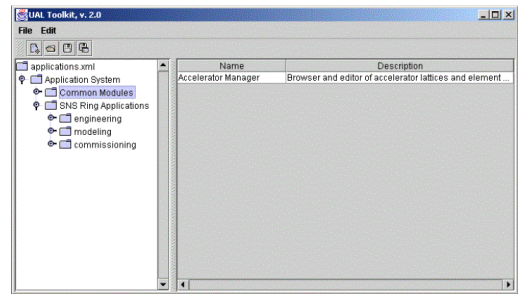 UAL Toolkit, v. 2.0
File Edit
applications.xml
Application System
Common Modules
SNS Ring Applications
engineering
modeling
commissioning
Name Description
Accelerator Manager Browser and editor of accelerator lattices and element ...